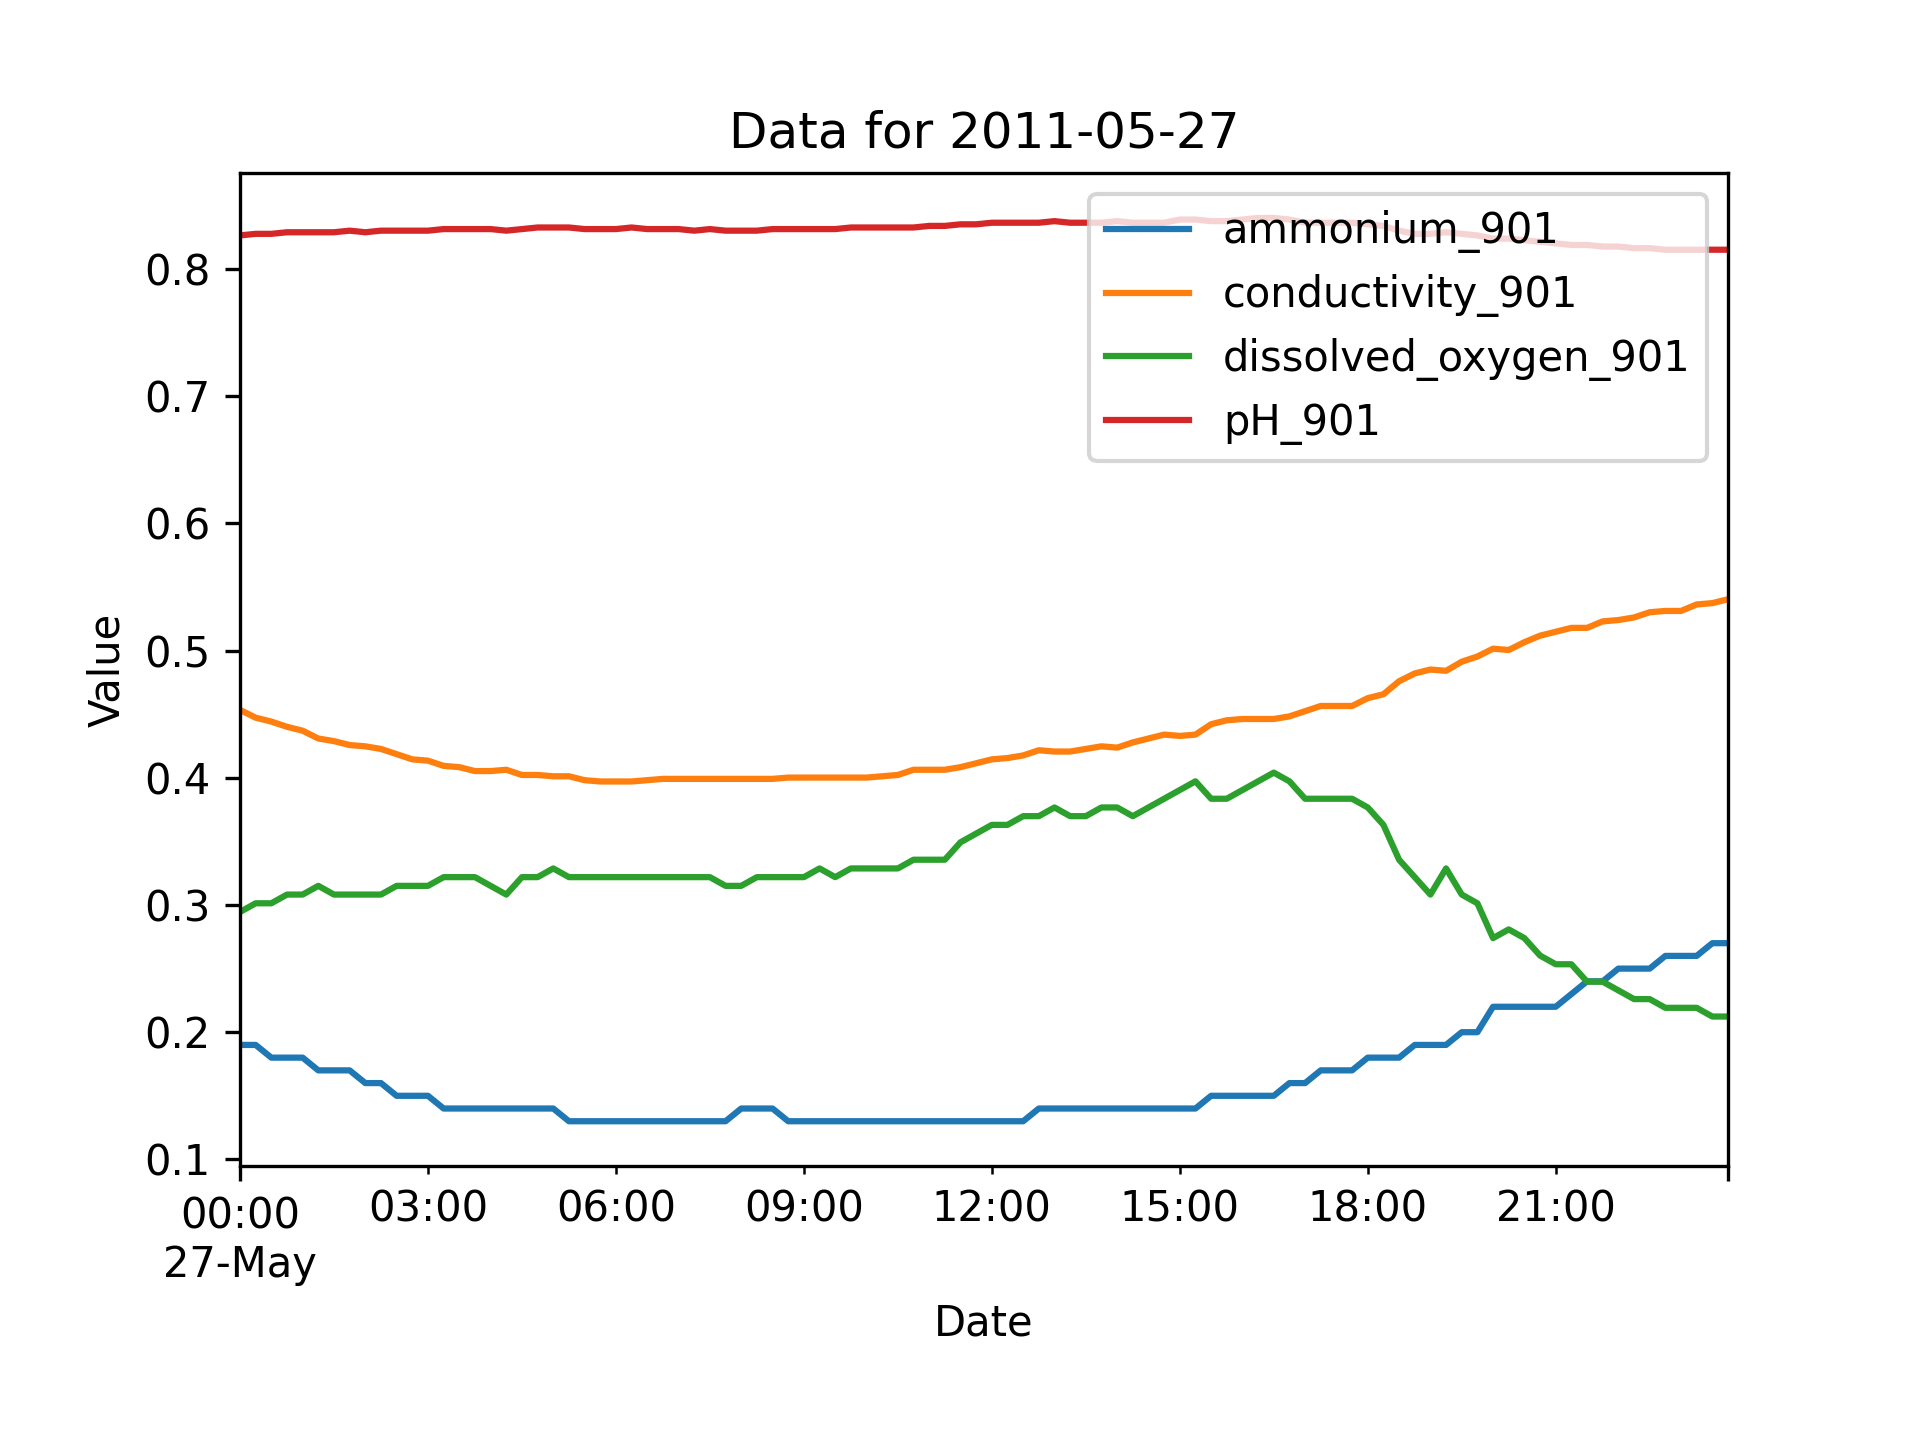 Data for 2011-05-27
ammonium_901
conductivity_901
dissolved_oxygen_901
pH_901
Value
0.8
0.7
0.6
0.5
0.4
0.3
0.2
0.1
00:00 03:00 06:00 09:00 12:00 15:00 18:00 21:00
27-May
Date